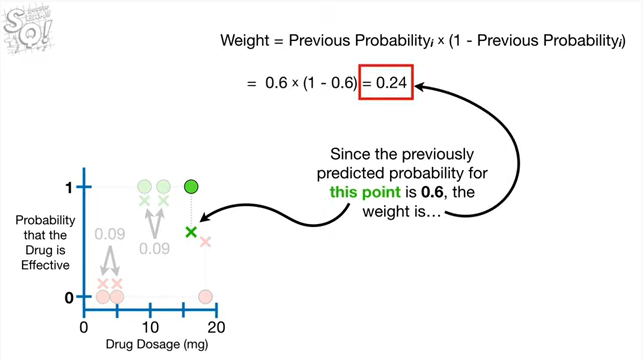 SQ!
Weight = Previous Probabilityi × (1 - Previous Probabilityi)
= 0.6 × (1 - 0.6) = 0.24
Since the previously
predicted probability for
this point is 0.6, the
weight is…
1
Probability
that the
Drug is
Effective
0.09
0.09
0
0
10
20
Drug Dosage (mg)